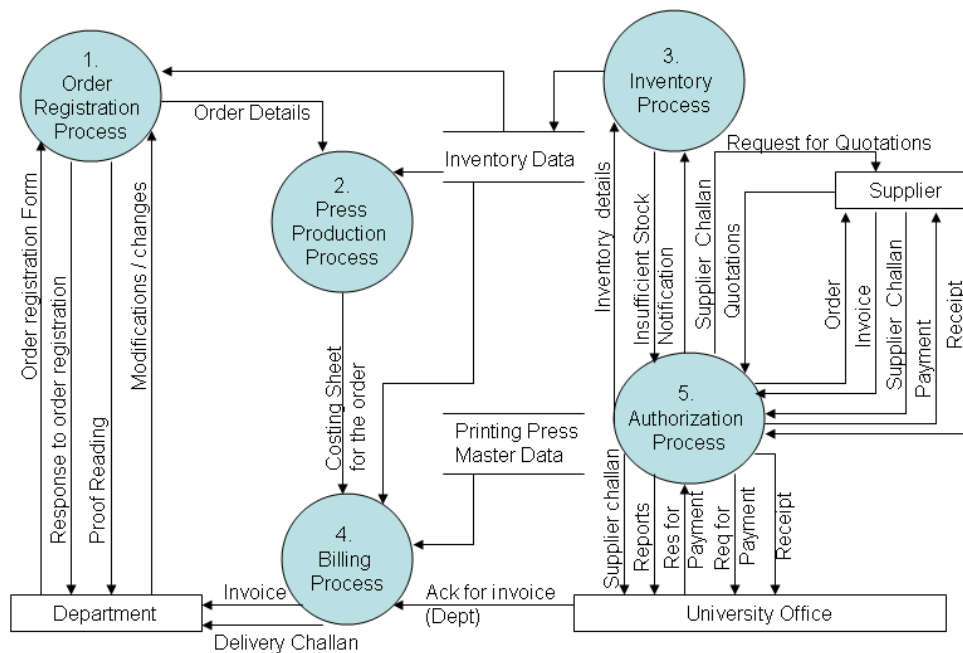 1.
Order
Registration
Process
3.
Inventory
Process
Order Details
Inventory Data
Request for Quotations
Supplier
2.
Press
Production
Process
Order registration Form
Response to order registration
Proof Reading
Modifications / changes
Inventory details
Insufficient Stock
Notification
Supplier Challan
Quotations
Order
Invoice
Supplier Challan
Payment
Receipt
Costing Sheet
for the order
Printing Press
Master Data
5.
Authorization
Process
4.
Billing
Process
Supplier challan
Reports
Res for
Payment
Req for
Payment
Receipt
Department
Invoice
Delivery Challan
Ack for invoice
(Dept)
University Office